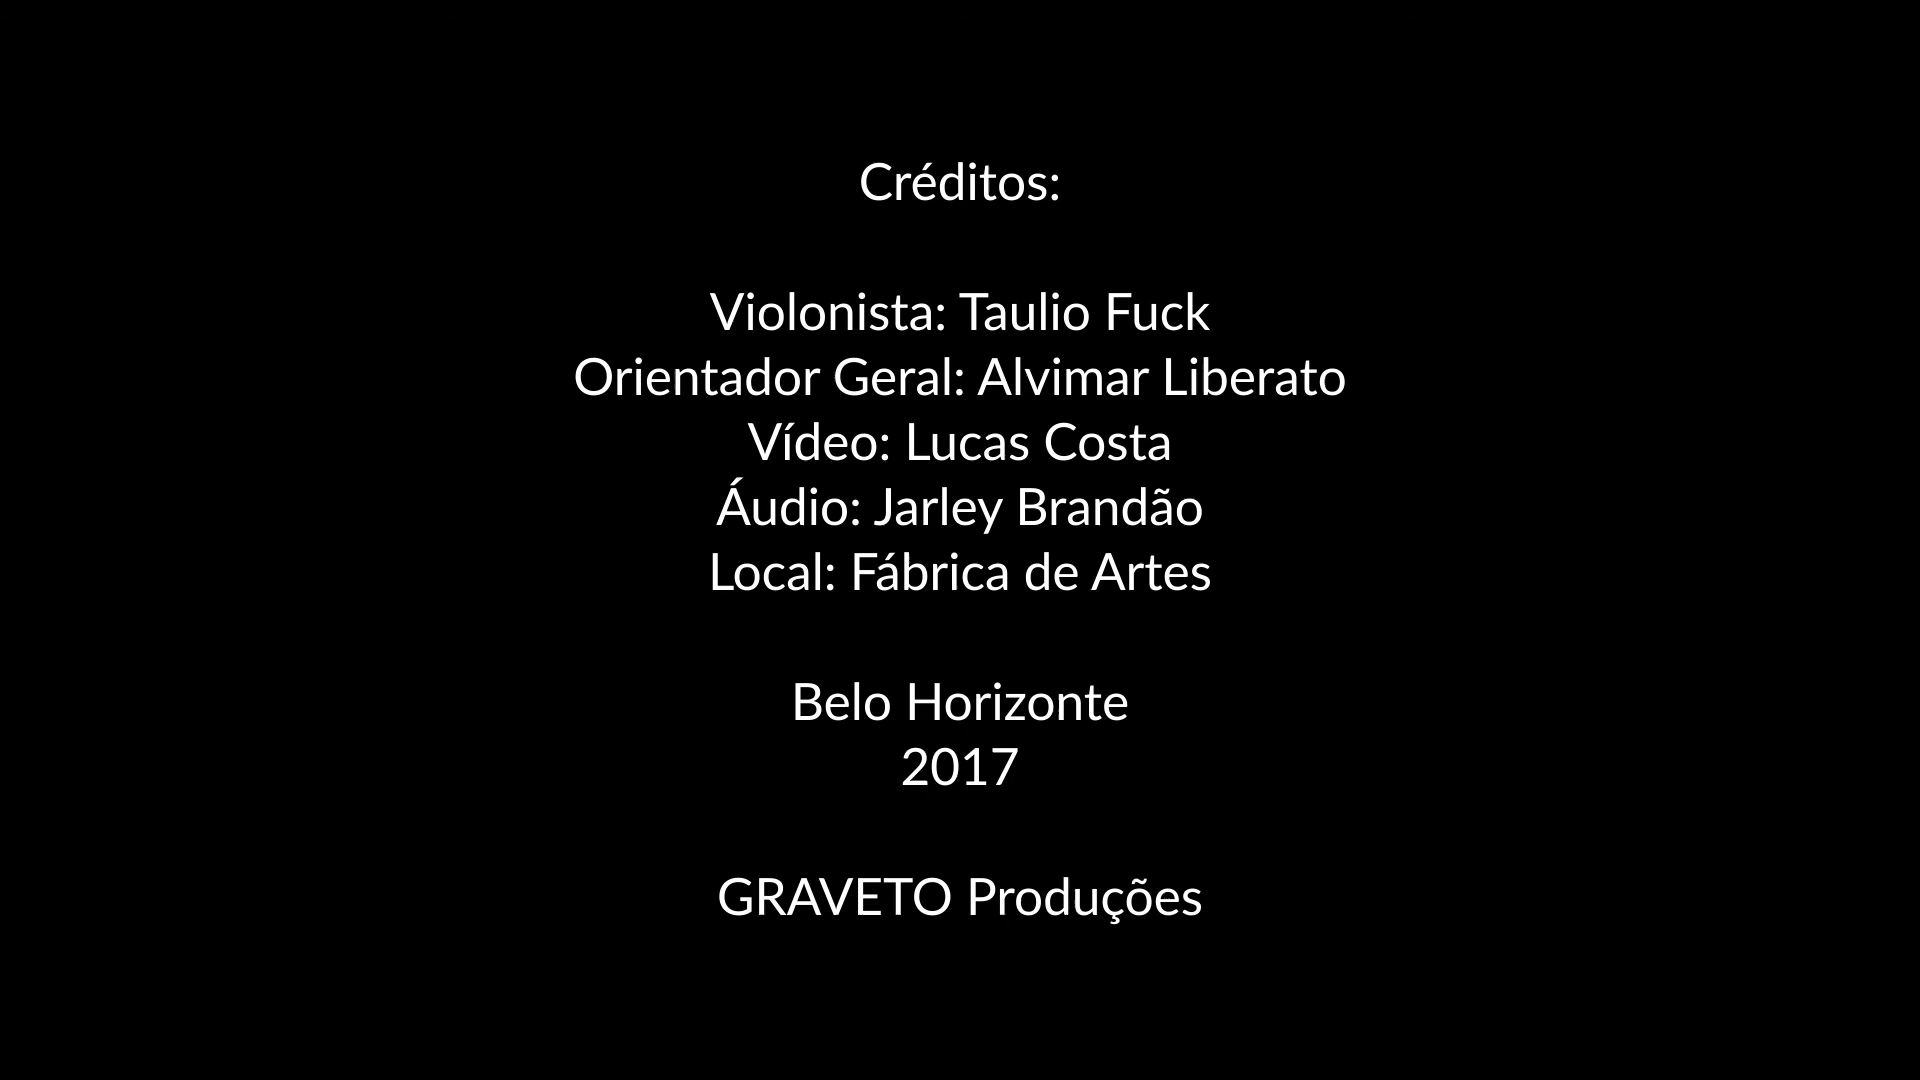 Créditos:
Violonista: Taulio Fuck
Orientador Geral: Alvimar Liberato
Vídeo: Lucas Costa
Áudio: Jarley Brandão
Local: Fábrica de Artes
Belo Horizonte
2017
GRAVETO Produções